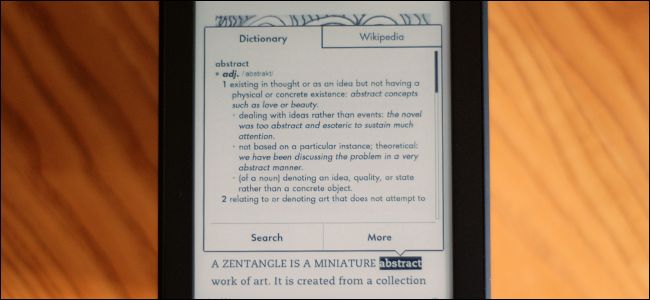 Dictionary
Wikipedia
abstract
• adj. /ˈabstrakt/
1 existing in thought or as an idea but not having a
physical or concrete existence: abstract concepts
such as love or beauty.
· dealing with ideas rather than events: the novel
was too abstract and esoteric to sustain much
attention.
· not based on a particular instance; theoretical:
we have been discussing the problem in a very
abstract manner.
· (of a noun) denoting an idea, quality, or state
rather than a concrete object.
2 relating to or denoting art that does not attempt to
Search
More
A ZENTANGLE IS A MINIATURE abstract
work of art. It is created from a collection